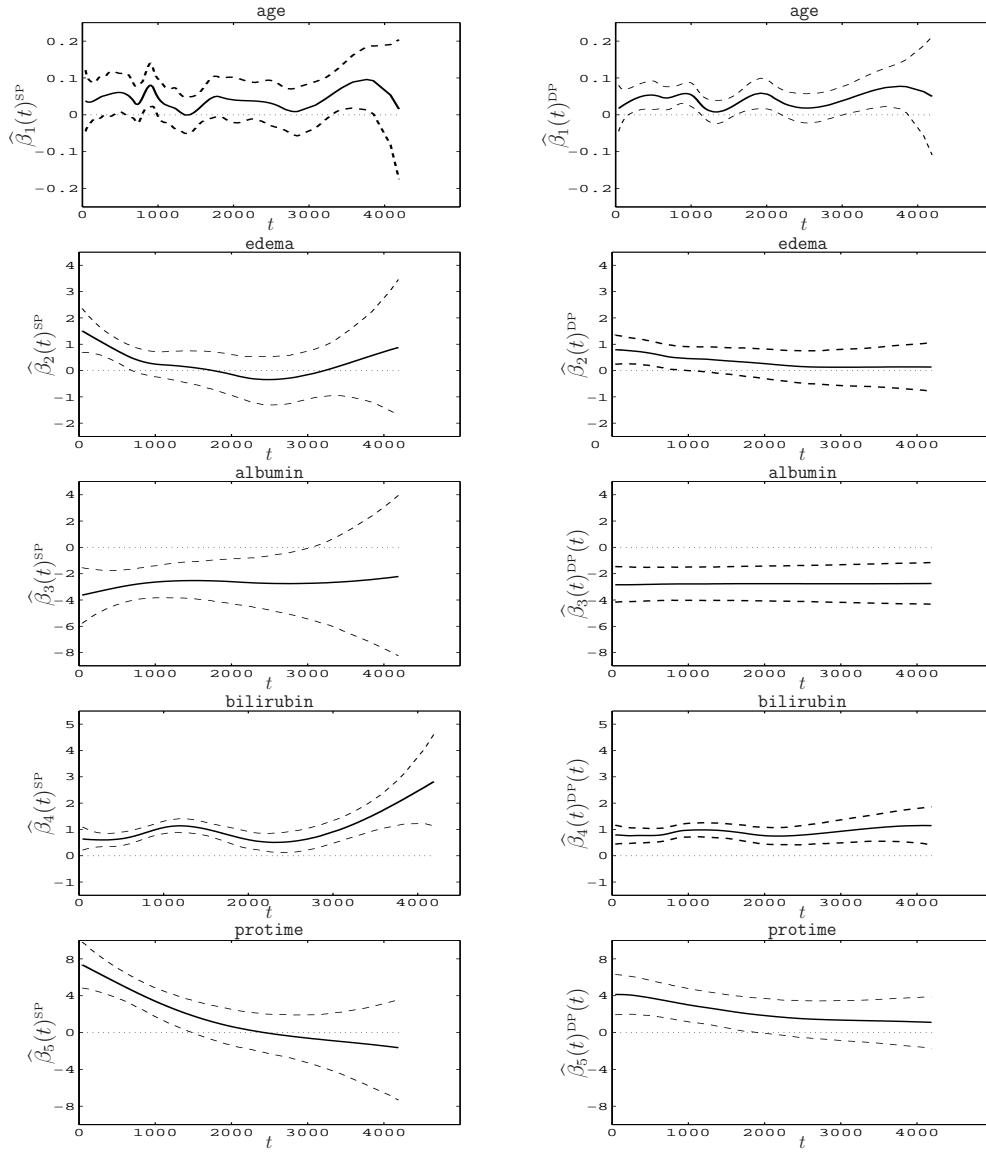 age
0.2
0.1
0
−0.1
−0.2
β̂₁(t)^SP
0 1000 2000 3000 4000
t
age
0.2
0.1
0
−0.1
−0.2
β̂₁(t)^DP
0 1000 2000 3000 4000
t
edema
4
3
2
1
0
−1
−2
β̂₂(t)^SP
0 1000 2000 3000 4000
t
edema
4
3
2
1
0
−1
−2
β̂₂(t)^DP
0 1000 2000 3000 4000
t
albumin
4
2
0
−2
−4
−6
−8
β̂₃(t)^SP
0 1000 2000 3000 4000
t
albumin
4
2
0
−2
−4
−6
−8
β̂₃(t)^DP(t)
0 1000 2000 3000 4000
t
bilirubin
5
4
3
2
1
0
−1
β̂₄(t)^SP
0 1000 2000 3000 4000
t
bilirubin
5
4
3
2
1
0
−1
β̂₄(t)^DP(t)
0 1000 2000 3000 4000
t
protime
8
4
0
−4
−8
β̂₅(t)^SP
0 1000 2000 3000 4000
t
protime
8
4
0
−4
−8
β̂₅(t)^DP(t)
0 1000 2000 3000 4000
t